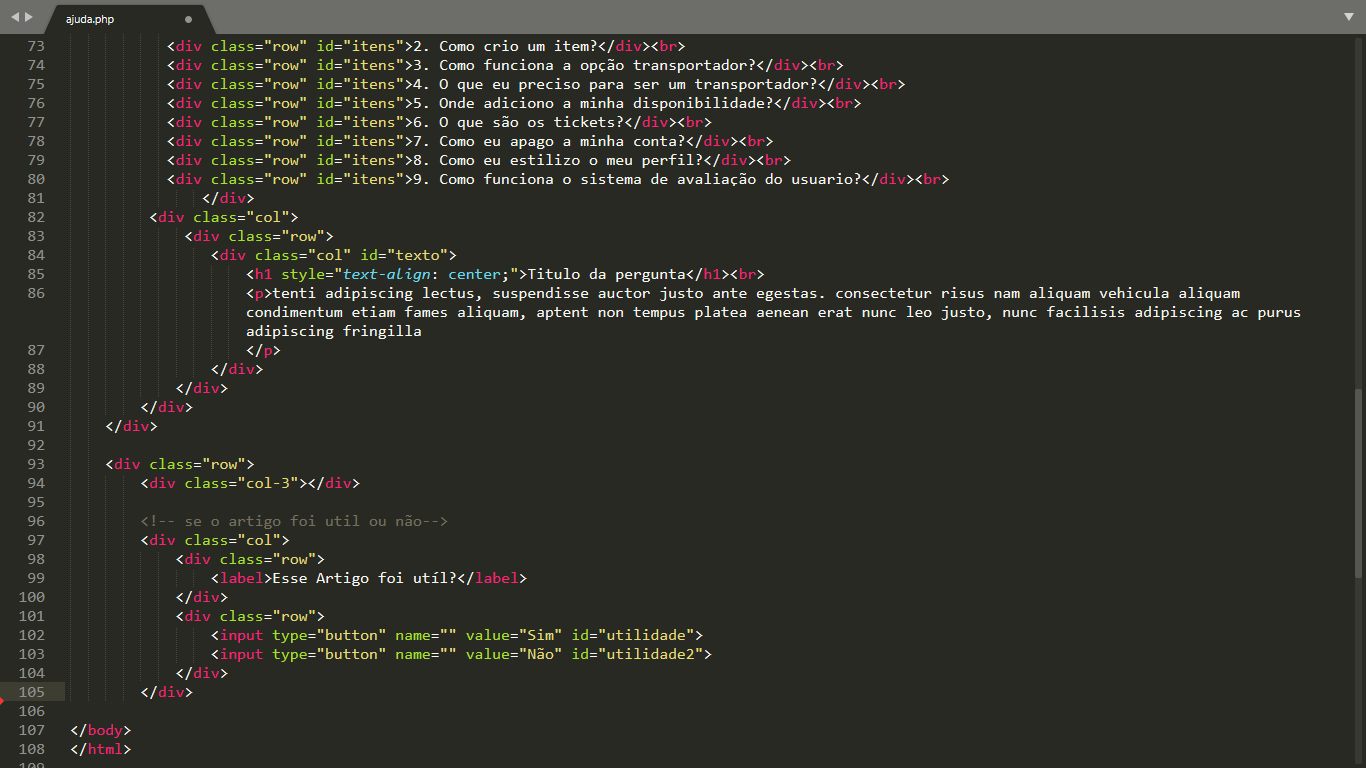 ajuda.php
73 <div class="row" id="itens">2. Como crio um item?</div><br>
74 <div class="row" id="itens">3. Como funciona a opção transportador?</div><br>
75 <div class="row" id="itens">4. O que eu preciso para ser um transportador?</div><br>
76 <div class="row" id="itens">5. Onde adiciono a minha disponibilidade?</div><br>
77 <div class="row" id="itens">6. O que são os tickets?</div><br>
78 <div class="row" id="itens">7. Como eu apago a minha conta?</div><br>
79 <div class="row" id="itens">8. Como eu estilizo o meu perfil?</div><br>
80 <div class="row" id="itens">9. Como funciona o sistema de avaliação do usuario?</div><br>
81 </div>
82 <div class="col">
83 <div class="row">
84 <div class="col" id="texto">
85 <h1 style="text-align: center;">Titulo da pergunta</h1><br>
86 <p>tenti adipiscing lectus, suspendisse auctor justo ante egestas. consectetur risus nam aliquam vehicula aliquam
condimentum etiam fames aliquam, aptent non tempus platea aenean erat nunc leo justo, nunc facilisis adipiscing ac purus
adipiscing fringilla
87 </p>
88 </div>
89 </div>
90 </div>
91 </div>
92
93 <div class="row">
94 <div class="col-3"></div>
95
96 <!-- se o artigo foi util ou não-->
97 <div class="col">
98 <div class="row">
99 <label>Esse Artigo foi utíl?</label>
100 </div>
101 <div class="row">
102 <input type="button" name="" value="Sim" id="utilidade">
103 <input type="button" name="" value="Não" id="utilidade2">
104 </div>
105 </div>
106
107 </body>
108 </html>
109